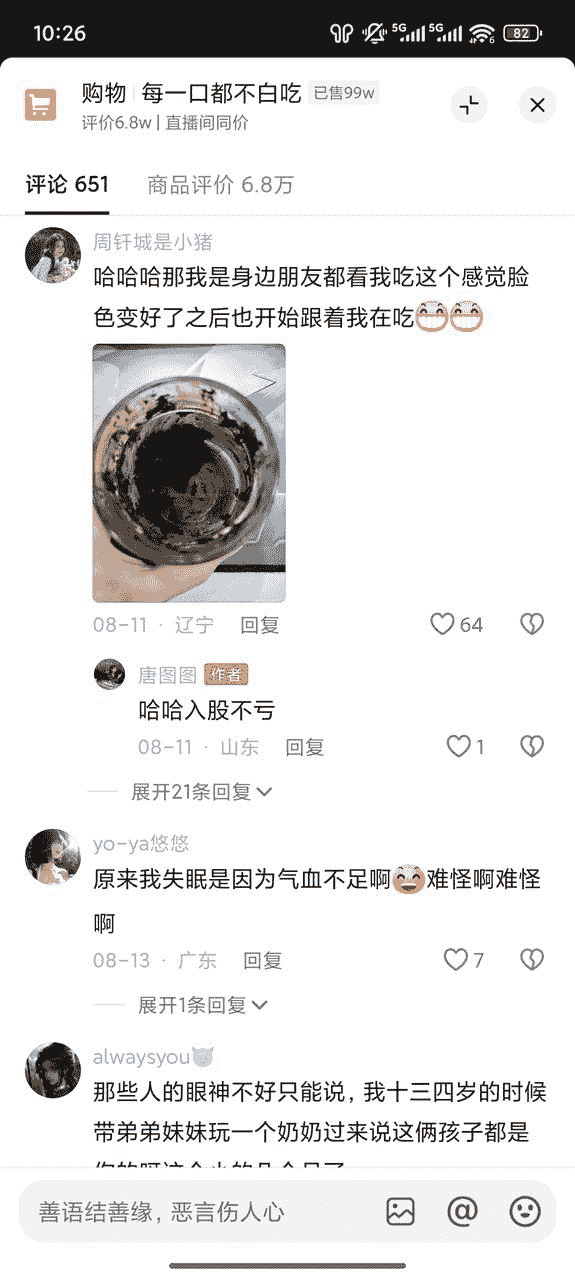 10:26
5G
5G
6
82
购物 | 每一口都不白吃 已售99w
评价6.8w | 直播间同价
评论 651
商品评价 6.8万
周钎城是小猪
哈哈哈那我是身边朋友都看我吃这个感觉脸
色变好了之后也开始跟着我在吃
08-11 · 辽宁 回复
64
唐图图 作者
哈哈入股不亏
08-11 · 山东 回复
1
展开21条回复
yo-ya悠悠
原来我失眠是因为气血不足啊😄难怪啊难怪
啊
08-13 · 广东 回复
7
展开1条回复
alwaysyou
那些人的眼神不好只能说，我十三四岁的时候
带弟弟妹妹玩一个奶奶过来说这俩孩子都是
善语结善缘，恶言伤人心